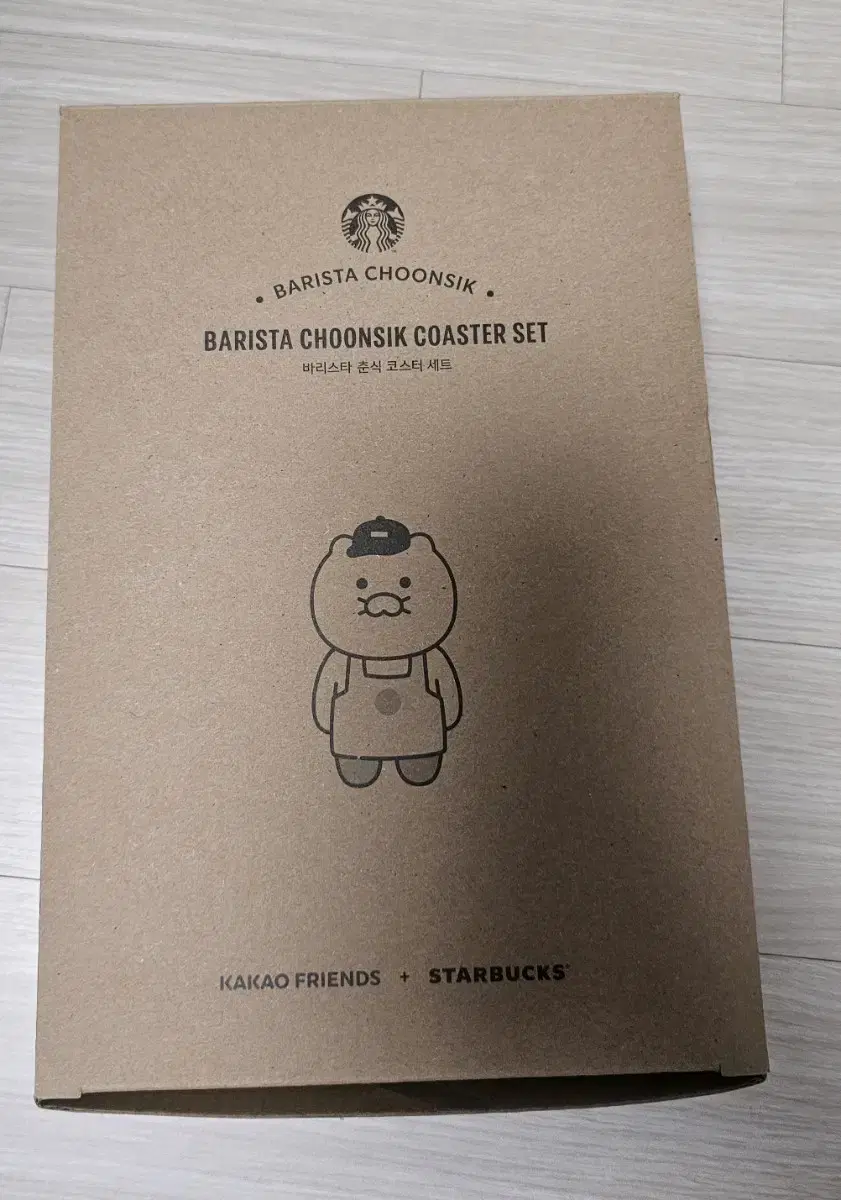 • BARISTA CHOONSIK •
BARISTA CHOONSIK COASTER SET
바리스타 춘식 코스터 세트
KAKAO FRIENDS + STARBUCKS